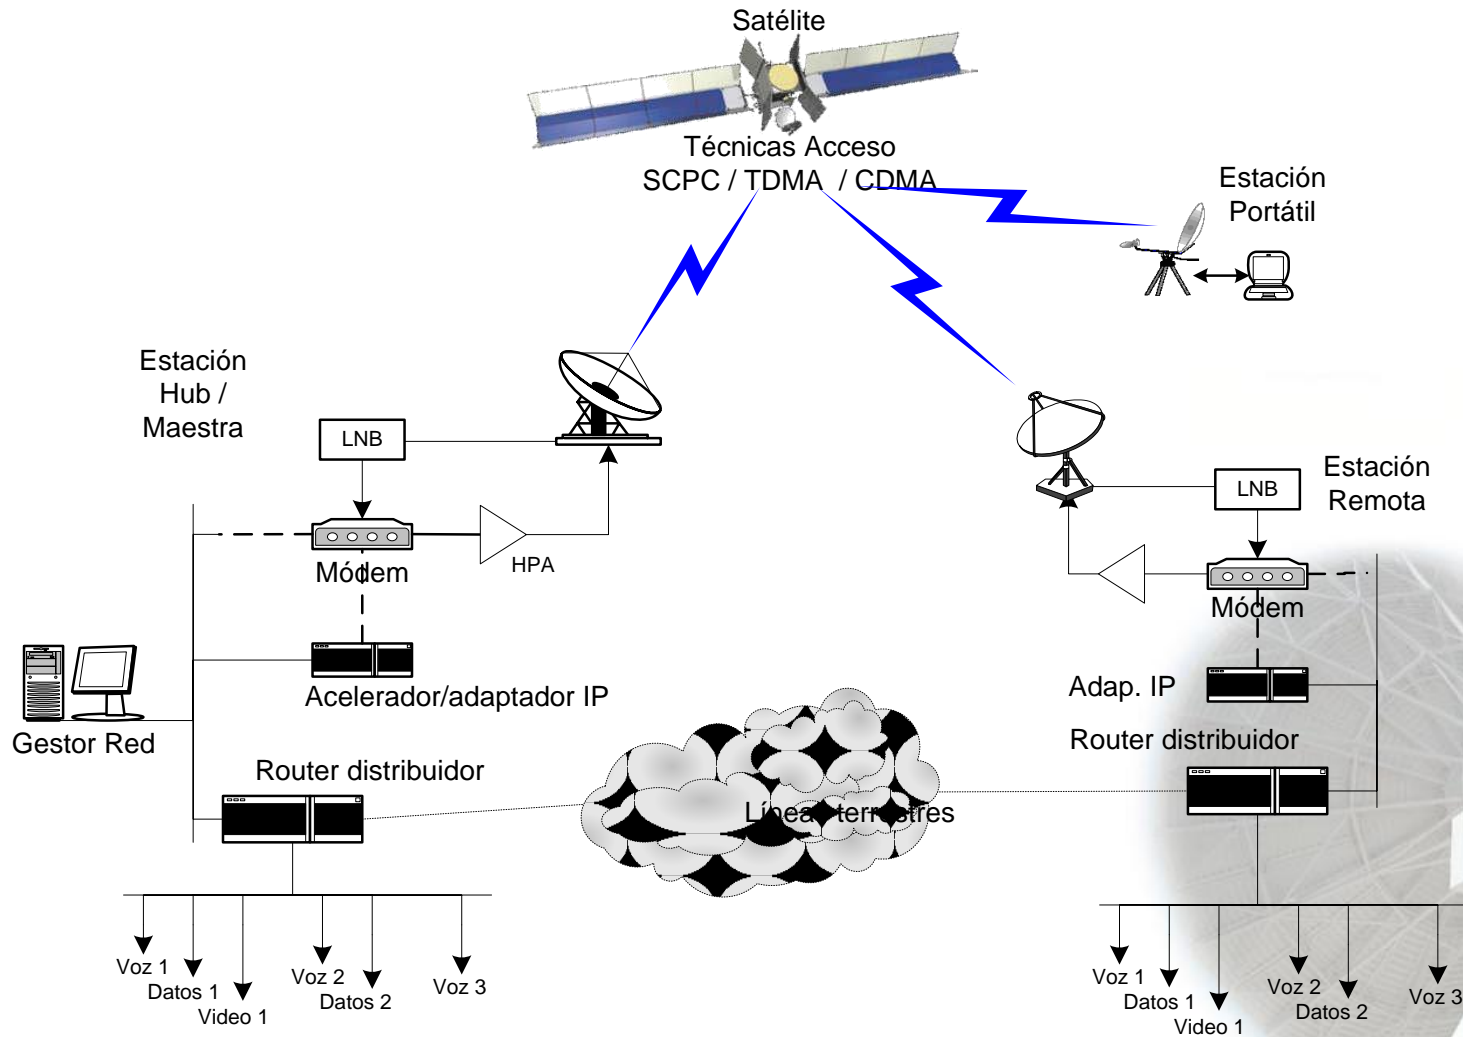 Satélite
Técnicas Acceso
SCPC / TDMA / CDMA
Estación
Portátil
Estación
Hub /
Maestra
LNB
HPA
Módem
Acelerador/adaptador IP
Gestor Red
Router distribuidor
Líneas terrestres
Voz 1
Datos 1
Video 1
Voz 2
Datos 2
Voz 3
LNB
Estación
Remota
Módem
Adap. IP
Router distribuidor
Voz 1
Datos 1
Video 1
Voz 2
Datos 2
Voz 3